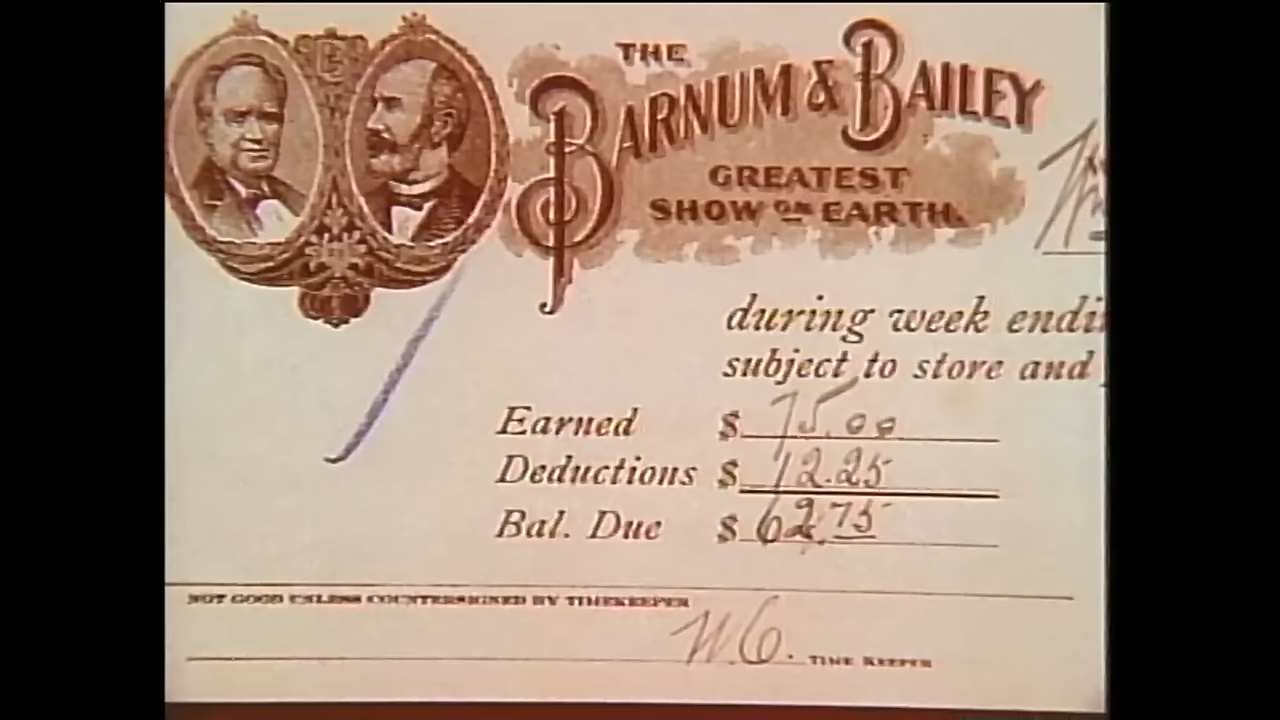 THE
BARNUM & BAILEY
GREATEST
SHOW ON EARTH.
during week endi
subject to store and
Earned $ 75.00
Deductions $ 12.25
Bal. Due $ 62.75
NOT GOOD UNLESS COUNTERSIGNED BY TIMEKEEPER
W.C. TIME KEEPER